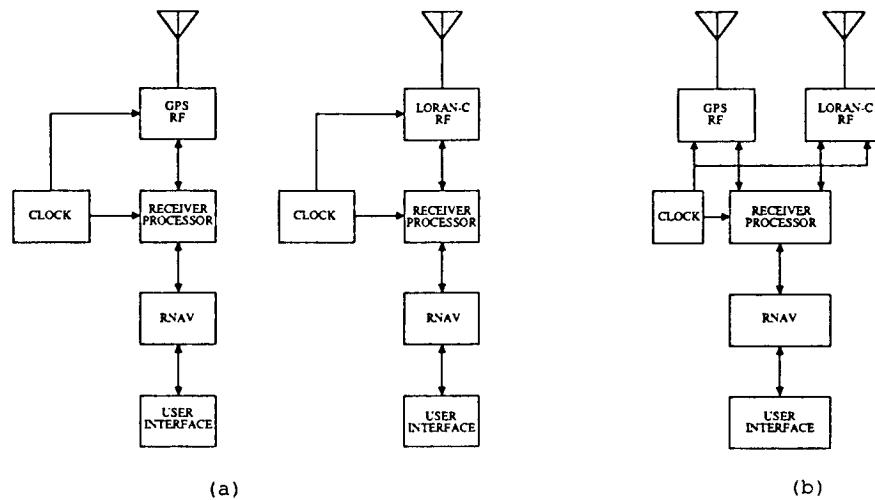 GPS
RF
LORAN-C
RF
GPS
RF
LORAN-C
RF
CLOCK
RECEIVER
PROCESSOR
CLOCK
RECEIVER
PROCESSOR
CLOCK
RECEIVER
PROCESSOR
RNAV
RNAV
RNAV
USER
INTERFACE
USER
INTERFACE
USER
INTERFACE
(a)
(b)